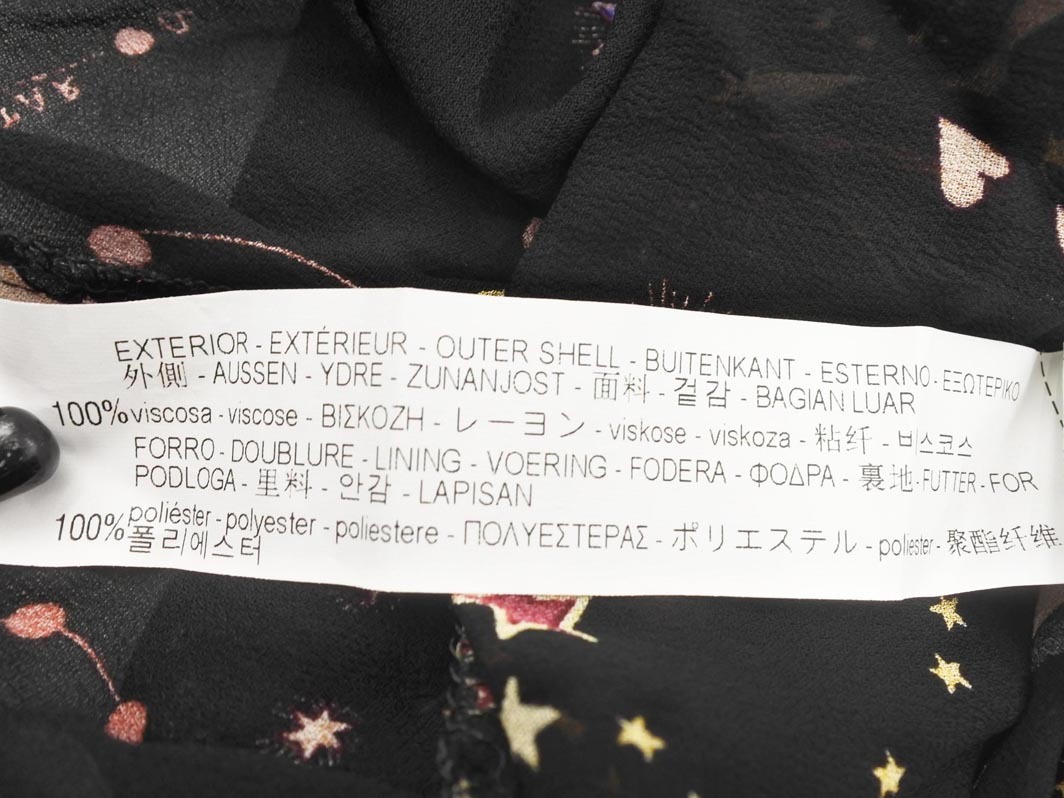 EXTERIOR - EXTÉRIEUR - OUTER SHELL - BUITENKANT - ESTERNO - ΕΞΩΤΕΡΙΚΟ
外側 - AUSSEN - YDRE - ZUNANJOST - 面料 - 겉감 - BAGIAN LUAR
100% viscosa - viscose - ΒΙΣΚΟΖΗ - レーヨン - viskose - viskoza - 粘纤 - 비스코스
FORRO - DOUBLURE - LINING - VOERING - FODERA - ΦΟΔΡΑ - 裏地 - FUTTER - FOR
PODLOGA - 里料 - 안감 - LAPISAN
100% poliéster - polyester - poliestere - ΠΟΛΥΕΣΤΕΡΑΣ - ポリエステル - poliester - 聚酯纤维
폴리에스터